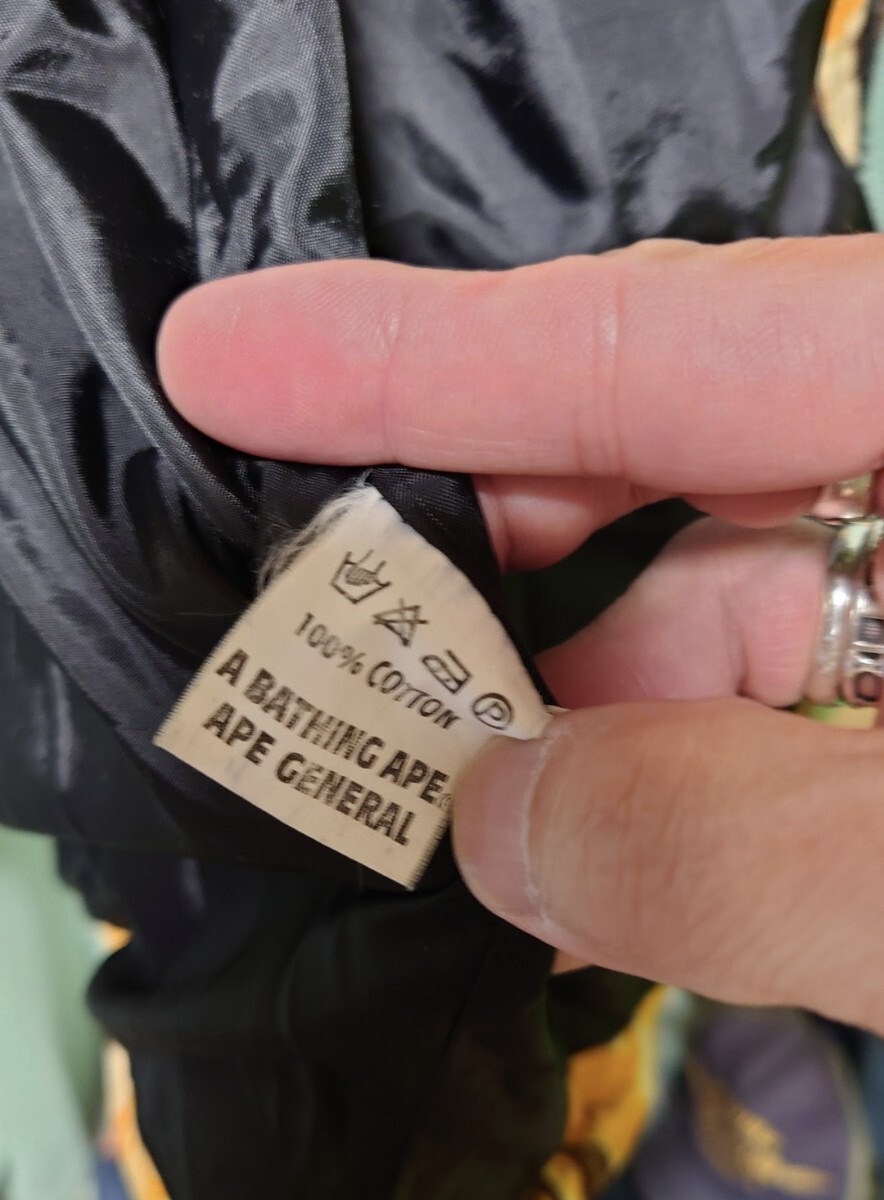 100% COTTON
A BATHING APE®
APE GENERAL